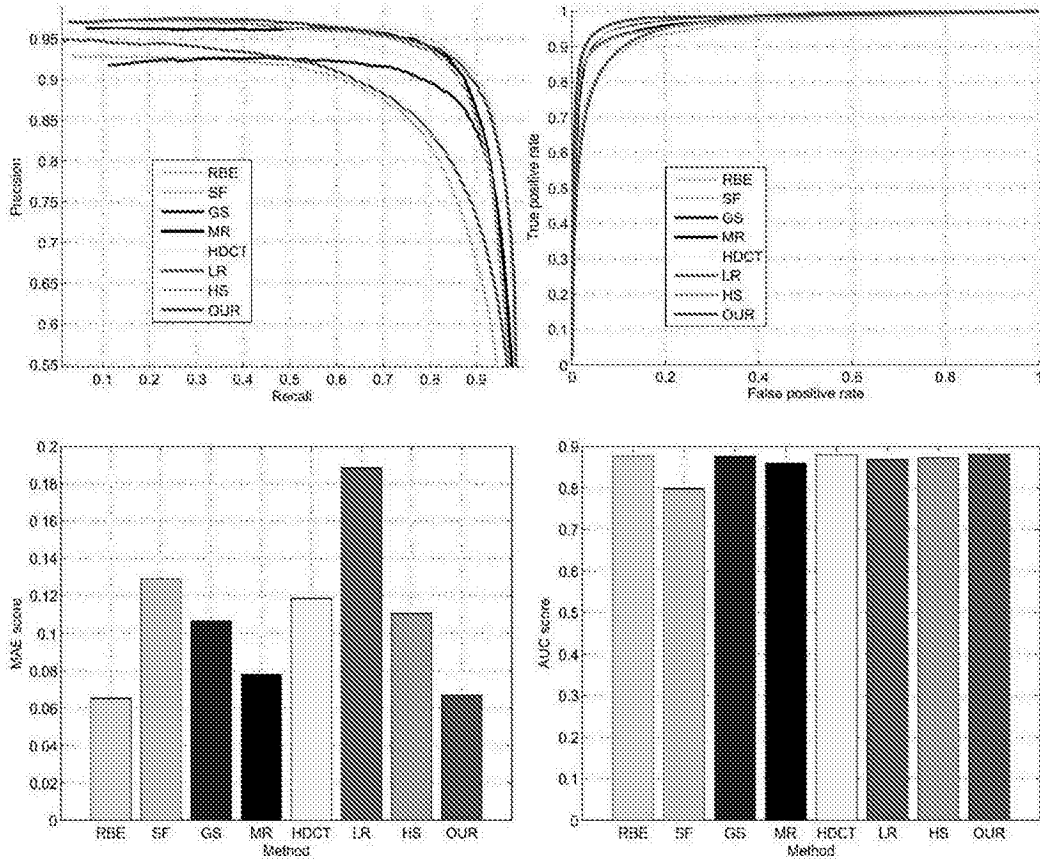 0.95
0.9
0.85
0.8
0.75
0.7
0.65
0.6
0.55
Precision
RBE
SF
GS
MR
HDCT
LR
HS
OUR
0.1 0.2 0.3 0.4 0.5 0.6 0.7 0.8 0.9
Recall
1
0.9
0.8
0.7
0.6
0.5
0.4
0.3
0.2
0.1
0
True positive rate
RBE
SF
GS
MR
HDCT
LR
HS
OUR
0 0.2 0.4 0.6 0.8 1
False positive rate
0.2
0.18
0.16
0.14
0.12
0.1
0.08
0.06
0.04
0.02
0
MAE score
RBE SF GS MR HDCT LR HS OUR
Method
0.9
0.8
0.7
0.6
0.5
0.4
0.3
0.2
0.1
0
AUC score
RBE SF GS MR HDCT LR HS OUR
Method